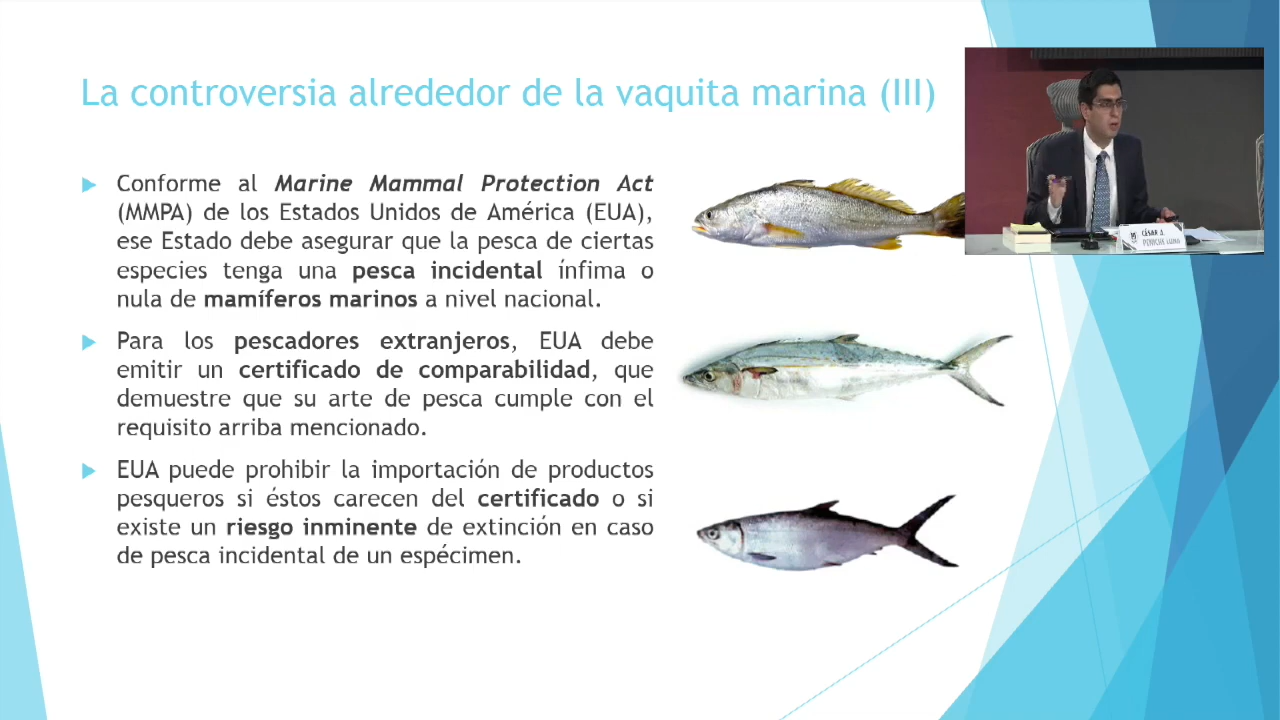 La controversia alrededor de la vaquita marina (III)
Conforme al Marine Mammal Protection Act
(MMPA) de los Estados Unidos de América (EUA),
ese Estado debe asegurar que la pesca de ciertas
especies tenga una pesca incidental ínfima o
nula de mamíferos marinos a nivel nacional.
Para los pescadores extranjeros, EUA debe
emitir un certificado de comparabilidad, que
demuestre que su arte de pesca cumple con el
requisito arriba mencionado.
EUA puede prohibir la importación de productos
pesqueros si éstos carecen del certificado o si
existe un riesgo inminente de extinción en caso
de pesca incidental de un espécimen.
CÉSAR J.
PONICHE LUNA